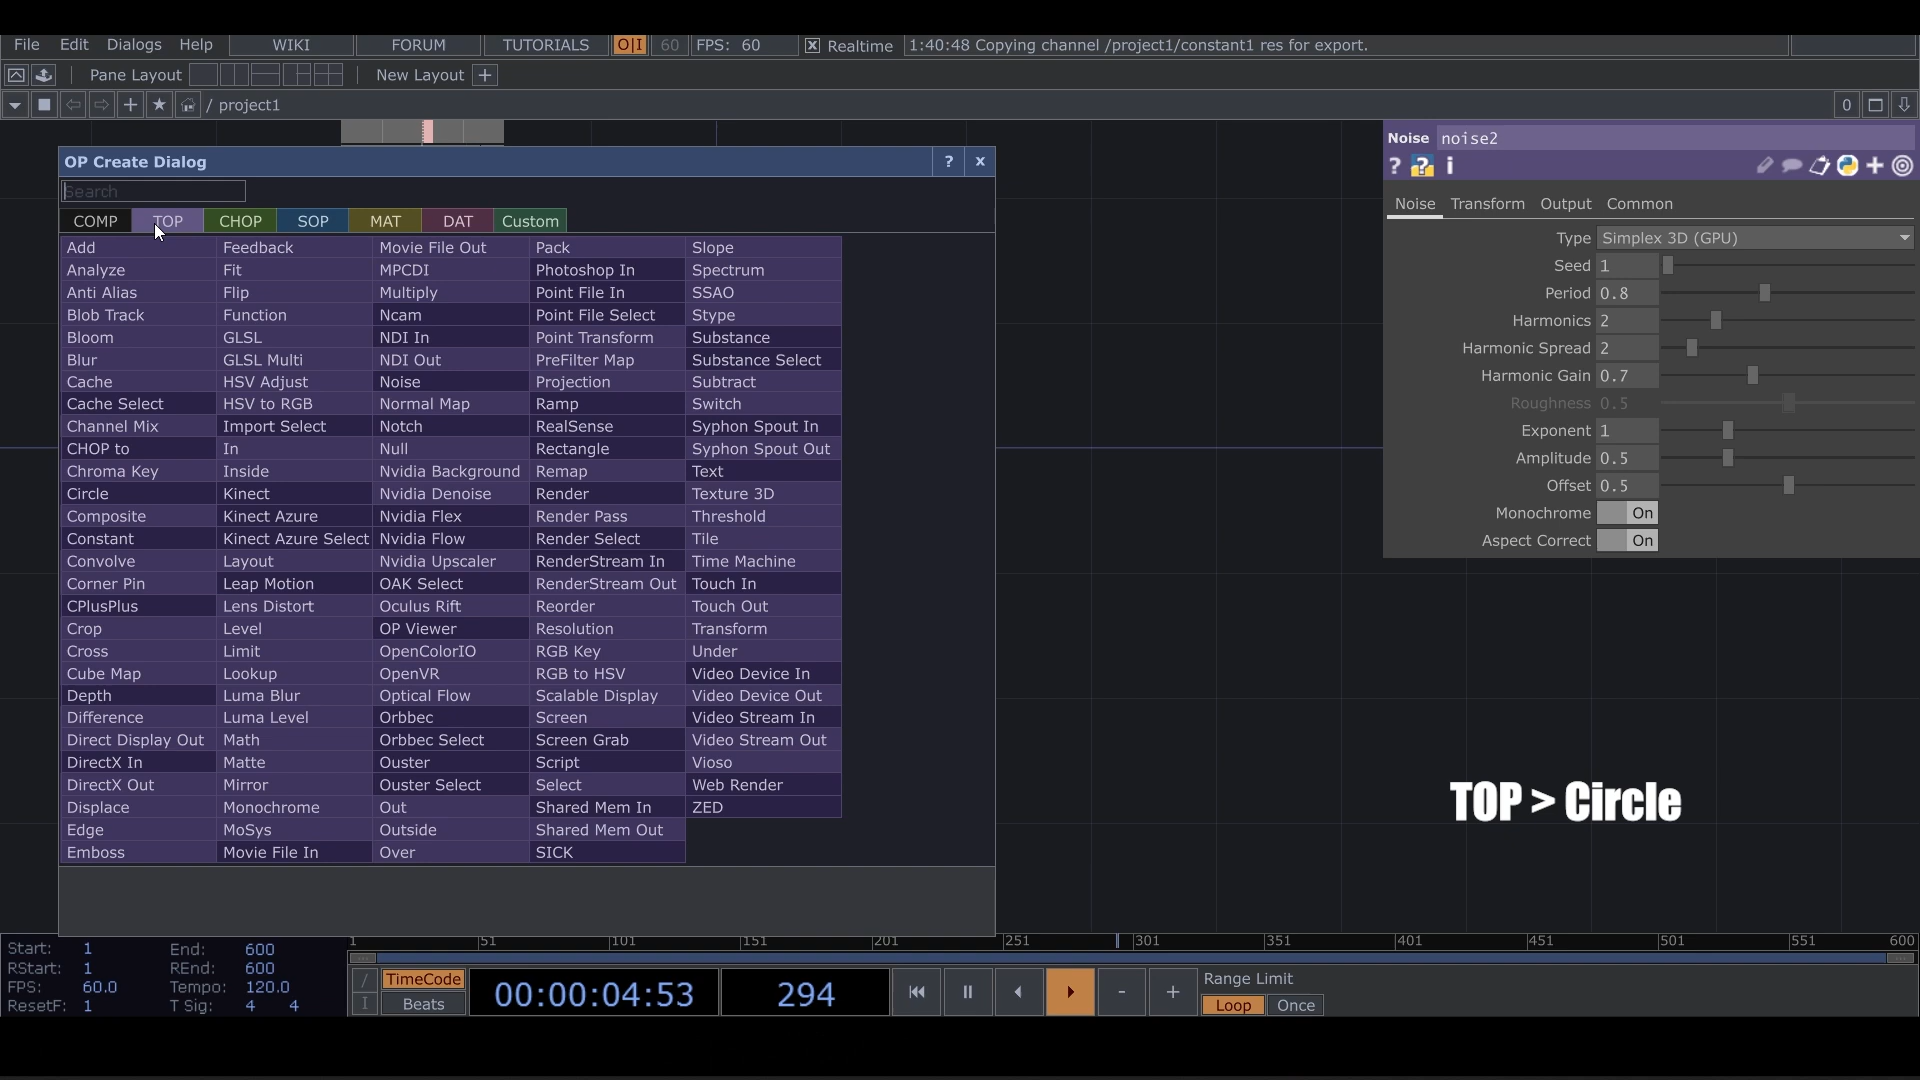 File Edit Dialogs Help WIKI FORUM TUTORIALS O|I 60 FPS: 60 Realtime 1:40:48 Copying channel /project1/constant1 res for export.
Pane Layout New Layout +
/ project1 0
OP Create Dialog ? x
Search
COMP TOP CHOP SOP MAT DAT Custom
Add Feedback Movie File Out Pack Slope
Analyze Fit MPCDI Photoshop In Spectrum
Anti Alias Flip Multiply Point File In SSAO
Blob Track Function Ncam Point File Select Stype
Bloom GLSL NDI In Point Transform Substance
Blur GLSL Multi NDI Out PreFilter Map Substance Select
Cache HSV Adjust Noise Projection Subtract
Cache Select HSV to RGB Normal Map Ramp Switch
Channel Mix Import Select Notch RealSense Syphon Spout In
CHOP to In Null Rectangle Syphon Spout Out
Chroma Key Inside Nvidia Background Remap Text
Circle Kinect Nvidia Denoise Render Texture 3D
Composite Kinect Azure Nvidia Flex Render Pass Threshold
Constant Kinect Azure Select Nvidia Flow Render Select Tile
Convolve Layout Nvidia Upscaler RenderStream In Time Machine
Corner Pin Leap Motion OAK Select RenderStream Out Touch In
CPlusPlus Lens Distort Oculus Rift Reorder Touch Out
Crop Level OP Viewer Resolution Transform
Cross Limit OpenColorIO RGB Key Under
Cube Map Lookup OpenVR RGB to HSV Video Device In
Depth Luma Blur Optical Flow Scalable Display Video Device Out
Difference Luma Level Orbbec Screen Video Stream In
Direct Display Out Math Orbbec Select Screen Grab Video Stream Out
DirectX In Matte Ouster Script Vioso
DirectX Out Mirror Ouster Select Select Web Render
Displace Monochrome Out Shared Mem In ZED
Edge MoSys Outside Shared Mem Out
Emboss Movie File In Over SICK
Noise noise2
? ? i
Noise Transform Output Common
Type Simplex 3D (GPU)
Seed 1
Period 0.8
Harmonics 2
Harmonic Spread 2
Harmonic Gain 0.7
Roughness 0.5
Exponent 1
Amplitude 0.5
Offset 0.5
Monochrome On
Aspect Correct On
TOP > Circle
1 51 101 151 201 251 301 351 401 451 501 551 600
Start: 1 End: 600
RStart: 1 REnd: 600
FPS: 60.0 Tempo: 120.0
ResetF: 1 T Sig: 4 4
/ TimeCode
I Beats
00:00:04:53 294 - +
Range Limit
Loop Once